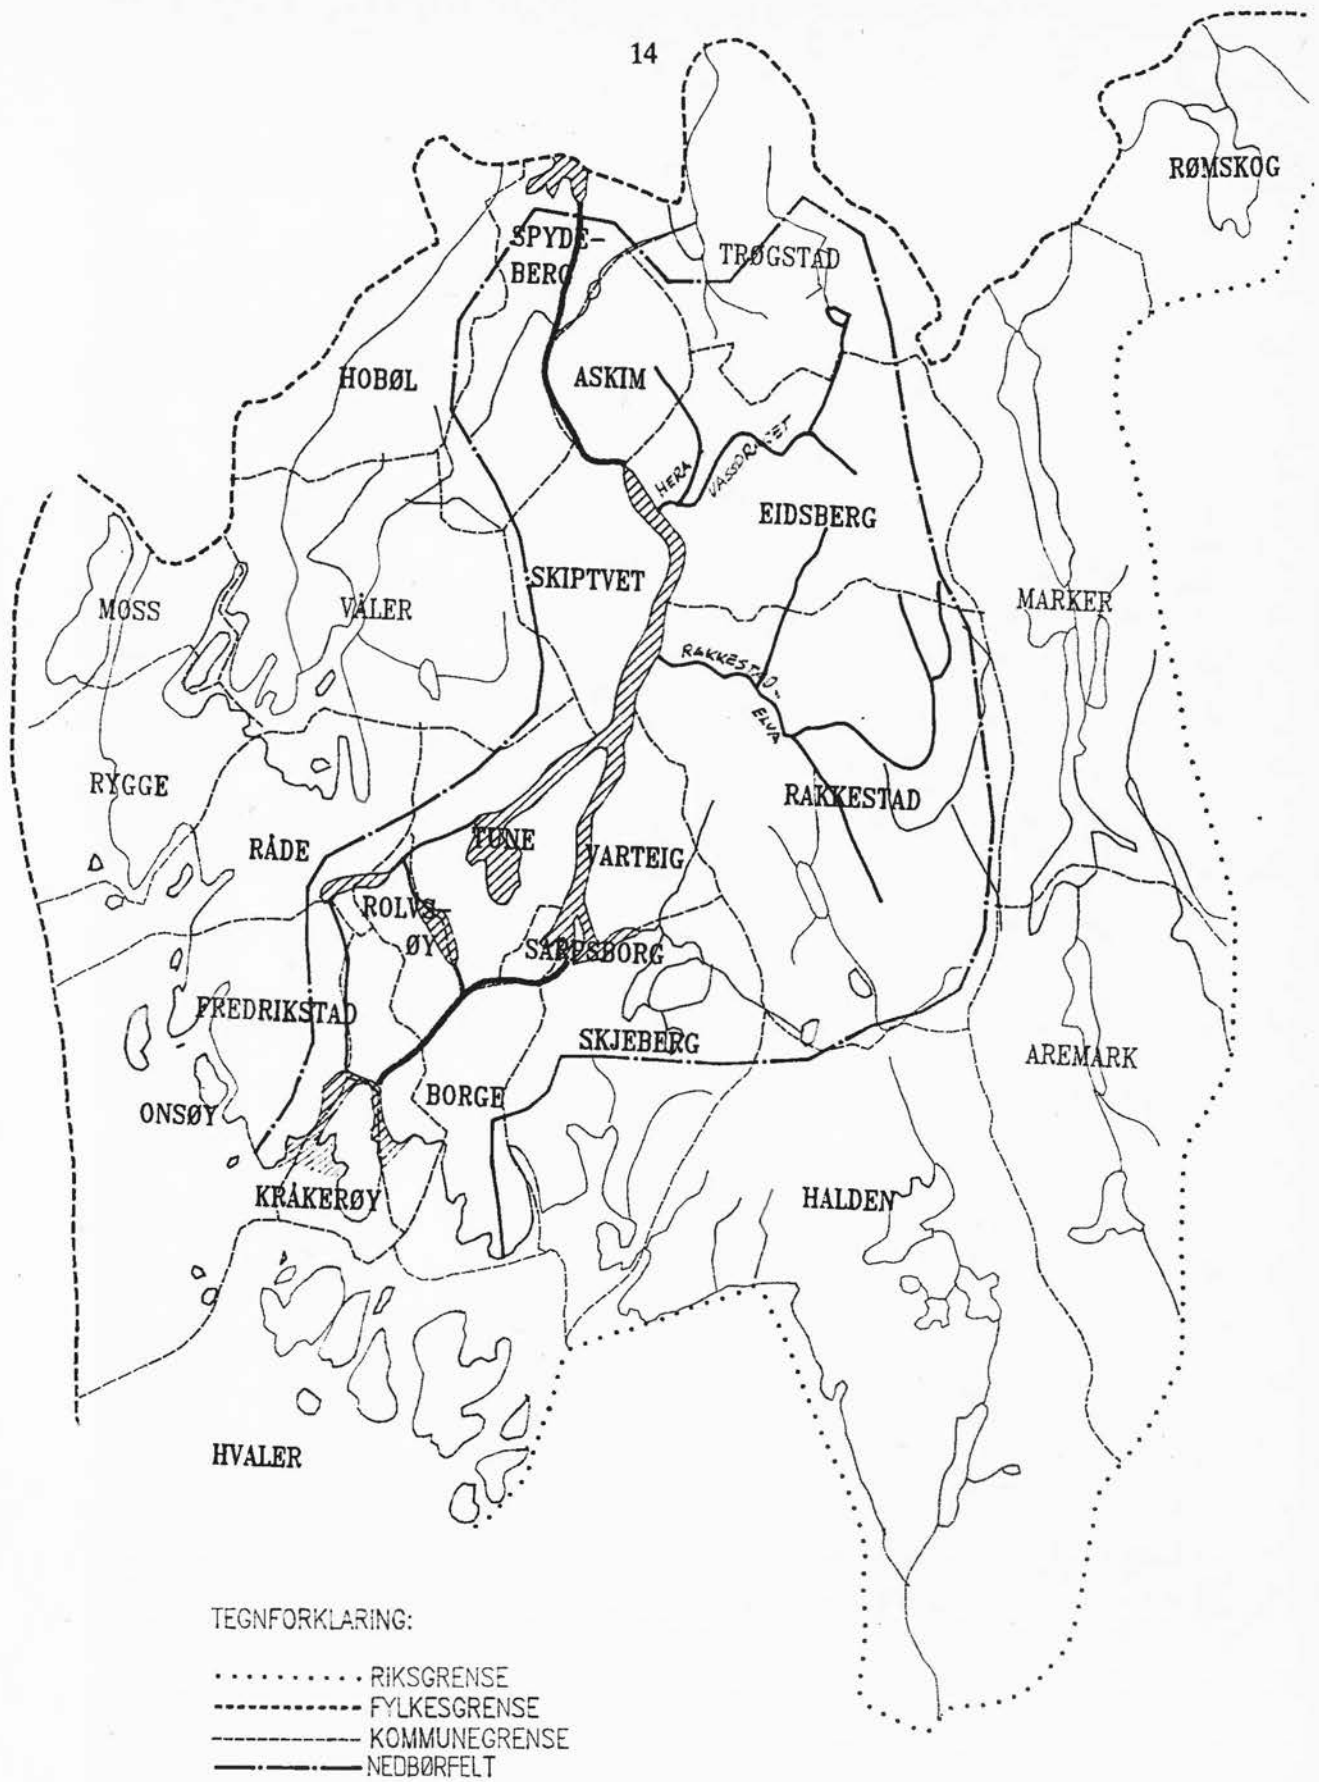 14
RØMSKOG
SPYDE-
BERG
TRØGSTAD
HOBØL
ASKIM
HERA
VASSDRAGET
EIDSBERG
SKIPTVET
MOSS
VÅLER
MARKER
RAKKESTAD-
ELVA
RYGGE
RAKKESTAD
RÅDE
TUNE
VARTEIG
ROLVS-
ØY
SARPSBORG
FREDRIKSTAD
SKJEBERG
AREMARK
ONSØY
BORGE
KRÅKERØY
HALDEN
HVALER
TEGNFORKLARING:
RIKSGRENSE
FYLKESGRENSE
KOMMUNEGRENSE
NEDBØRFELT